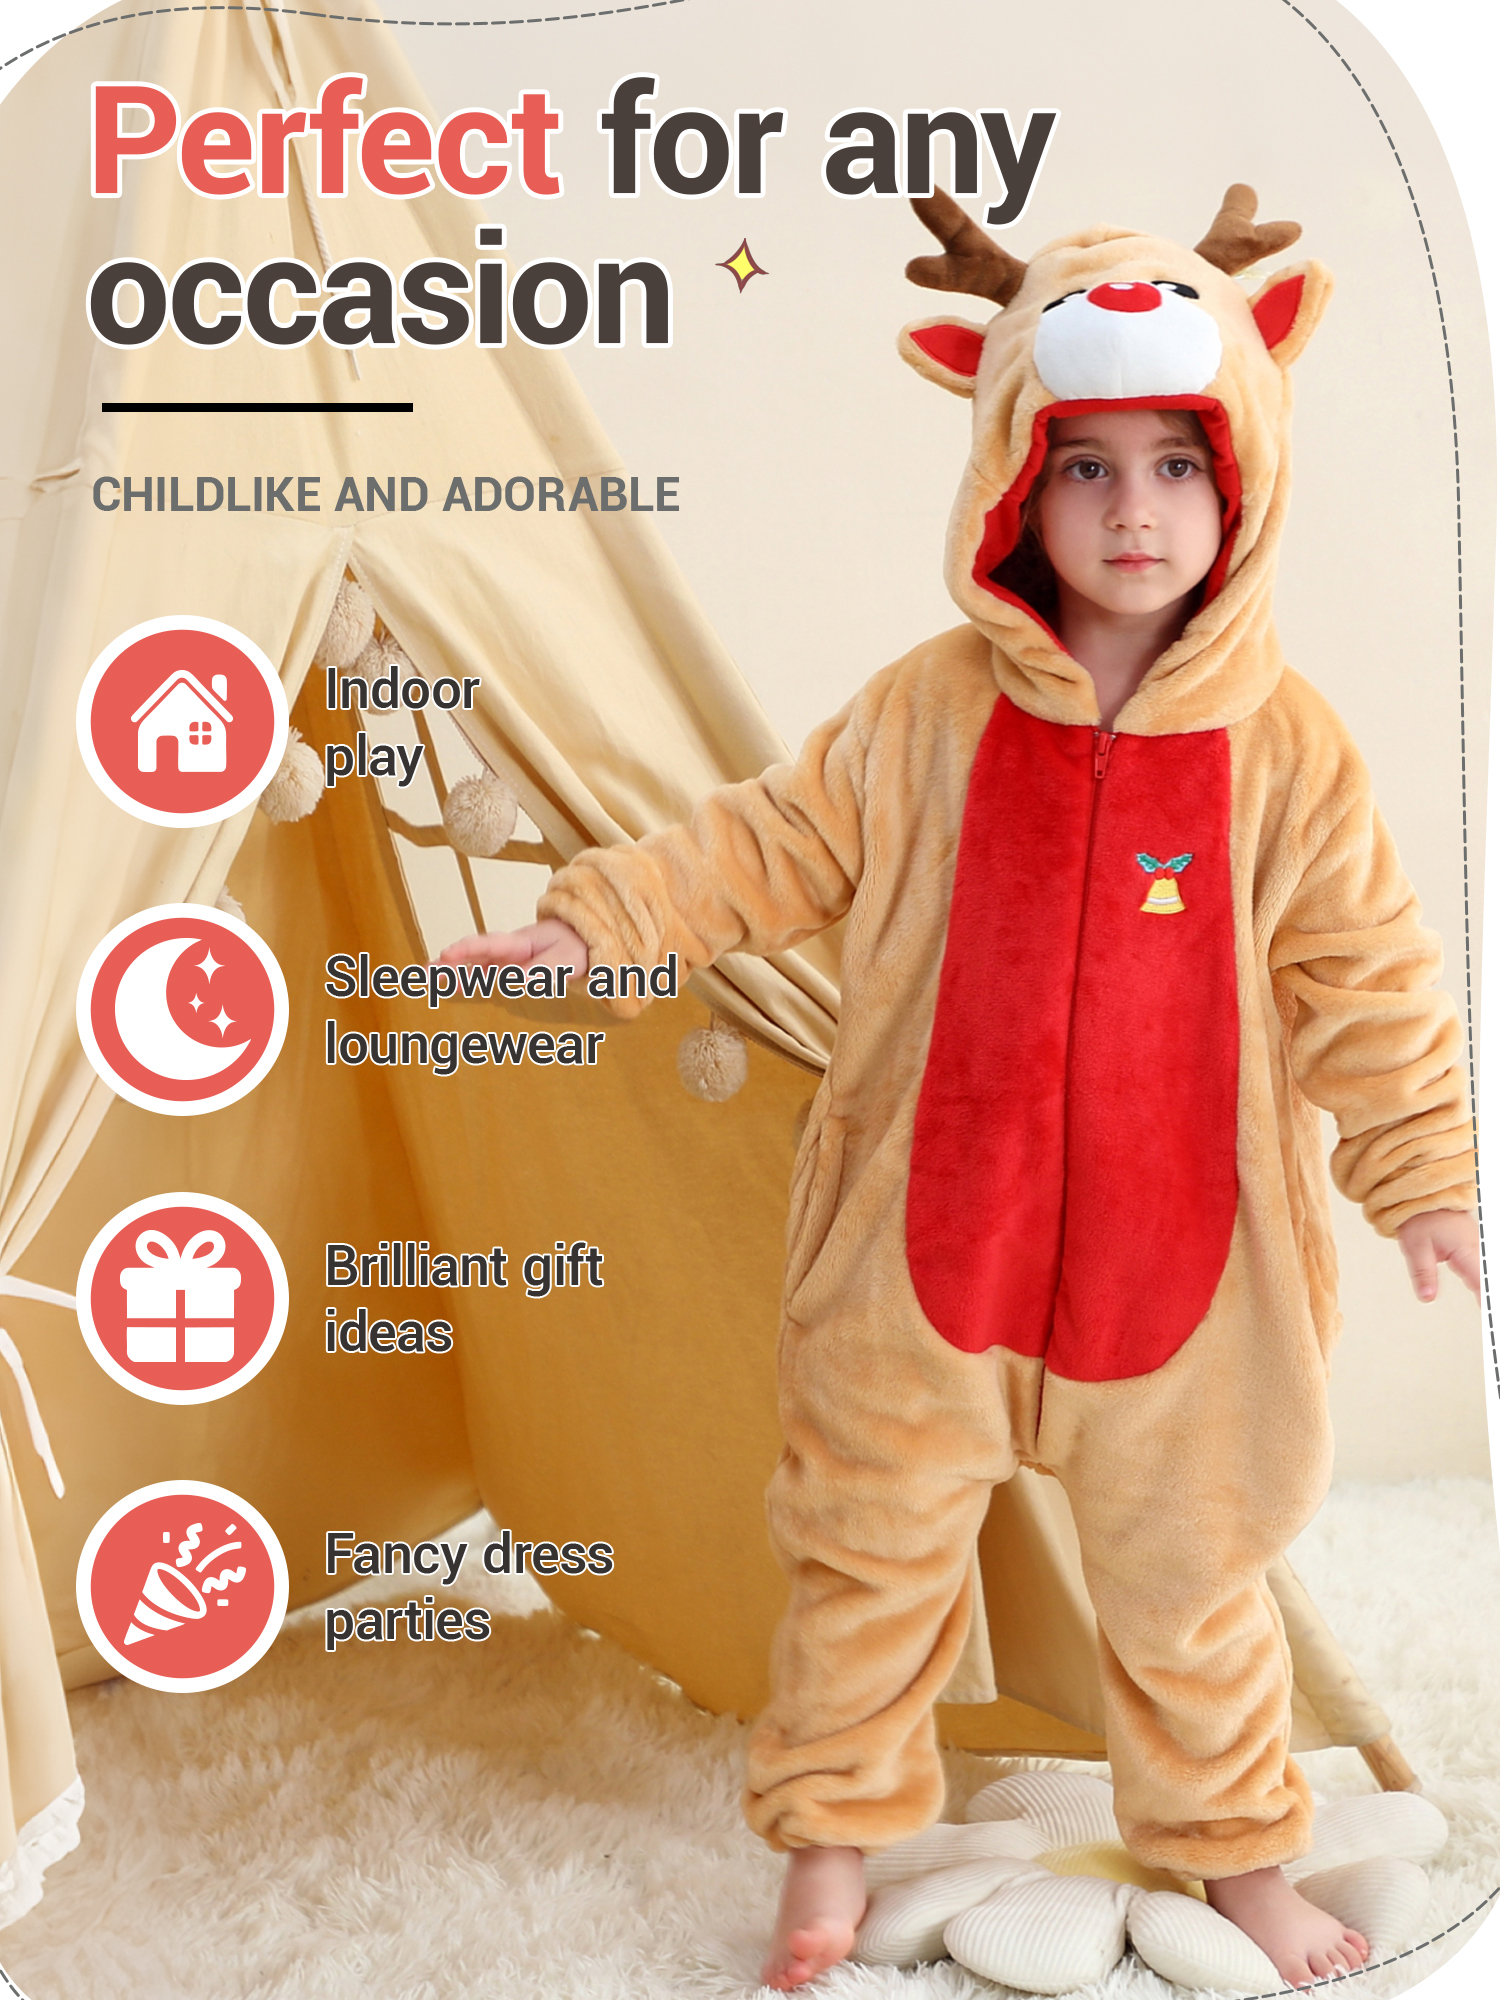 Perfect for any
occasion
CHILDLIKE AND ADORABLE
Indoor
play
Sleepwear and
loungewear
Brilliant gift
ideas
Fancy dress
parties